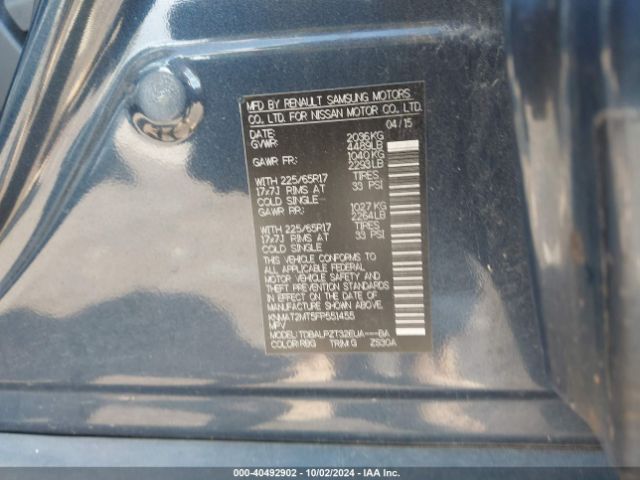 MFD BY RENAULT SAMSUNG MOTORS
CO., LTD. FOR NISSAN MOTOR CO., LTD.
DATE: 04/15
GVWR: 2036KG
4489LB
GAWR FR: 1040KG
2293LB
WITH 225/65R17 TIRES
17x7J RIMS AT 33 PSI
COLD SINGLE
GAWR RR: 1027 KG
2264LB
WITH 225/65R17 TIRES
17x7J RIMS AT 33 PSI
COLD SINGLE
THIS VEHICLE CONFORMS TO
ALL APPLICABLE FEDERAL
MOTOR VEHICLE SAFETY AND
THEFT PREVENTION STANDARDS
IN EFFECT ON THE DATE OF
MANUFACTURE SHOWN ABOVE.
KNMAT2MT5FP551455
MPV
MODEL:TDBALPZT32EUA----BA
COLOR:RBG TRIM:G ZS30A
000-40492902 - 10/02/2024 - IAA Inc.